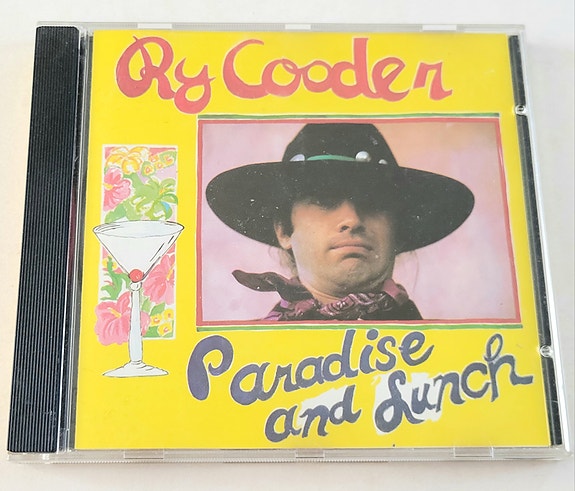 Ry Cooder
Paradise
and Lunch